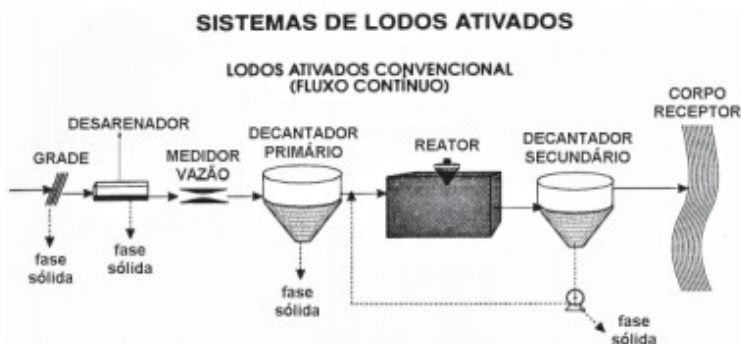 SISTEMAS DE LODOS ATIVADOS
LODOS ATIVADOS CONVENCIONAL
(FLUXO CONTÍNUO)
CORPO
RECEPTOR
DESARENADOR
GRADE
MEDIDOR
VAZÃO
DECANTADOR
PRIMÁRIO
REATOR
DECANTADOR
SECUNDÁRIO
fase
sólida
fase
sólida
fase
sólida
fase
sólida